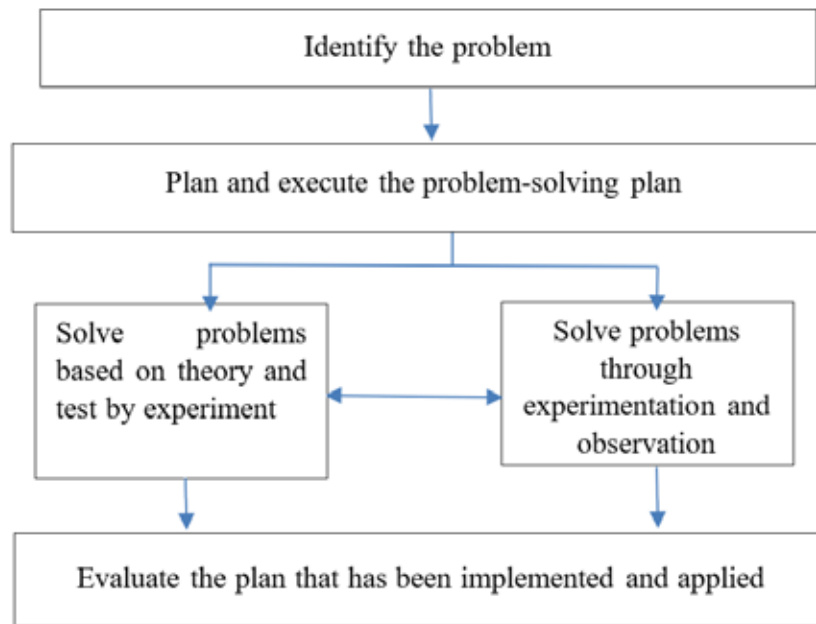 Identify the problem
Plan and execute the problem-solving plan
Solve problems
based on theory and
test by experiment
Solve problems
through
experimentation and
observation
Evaluate the plan that has been implemented and applied